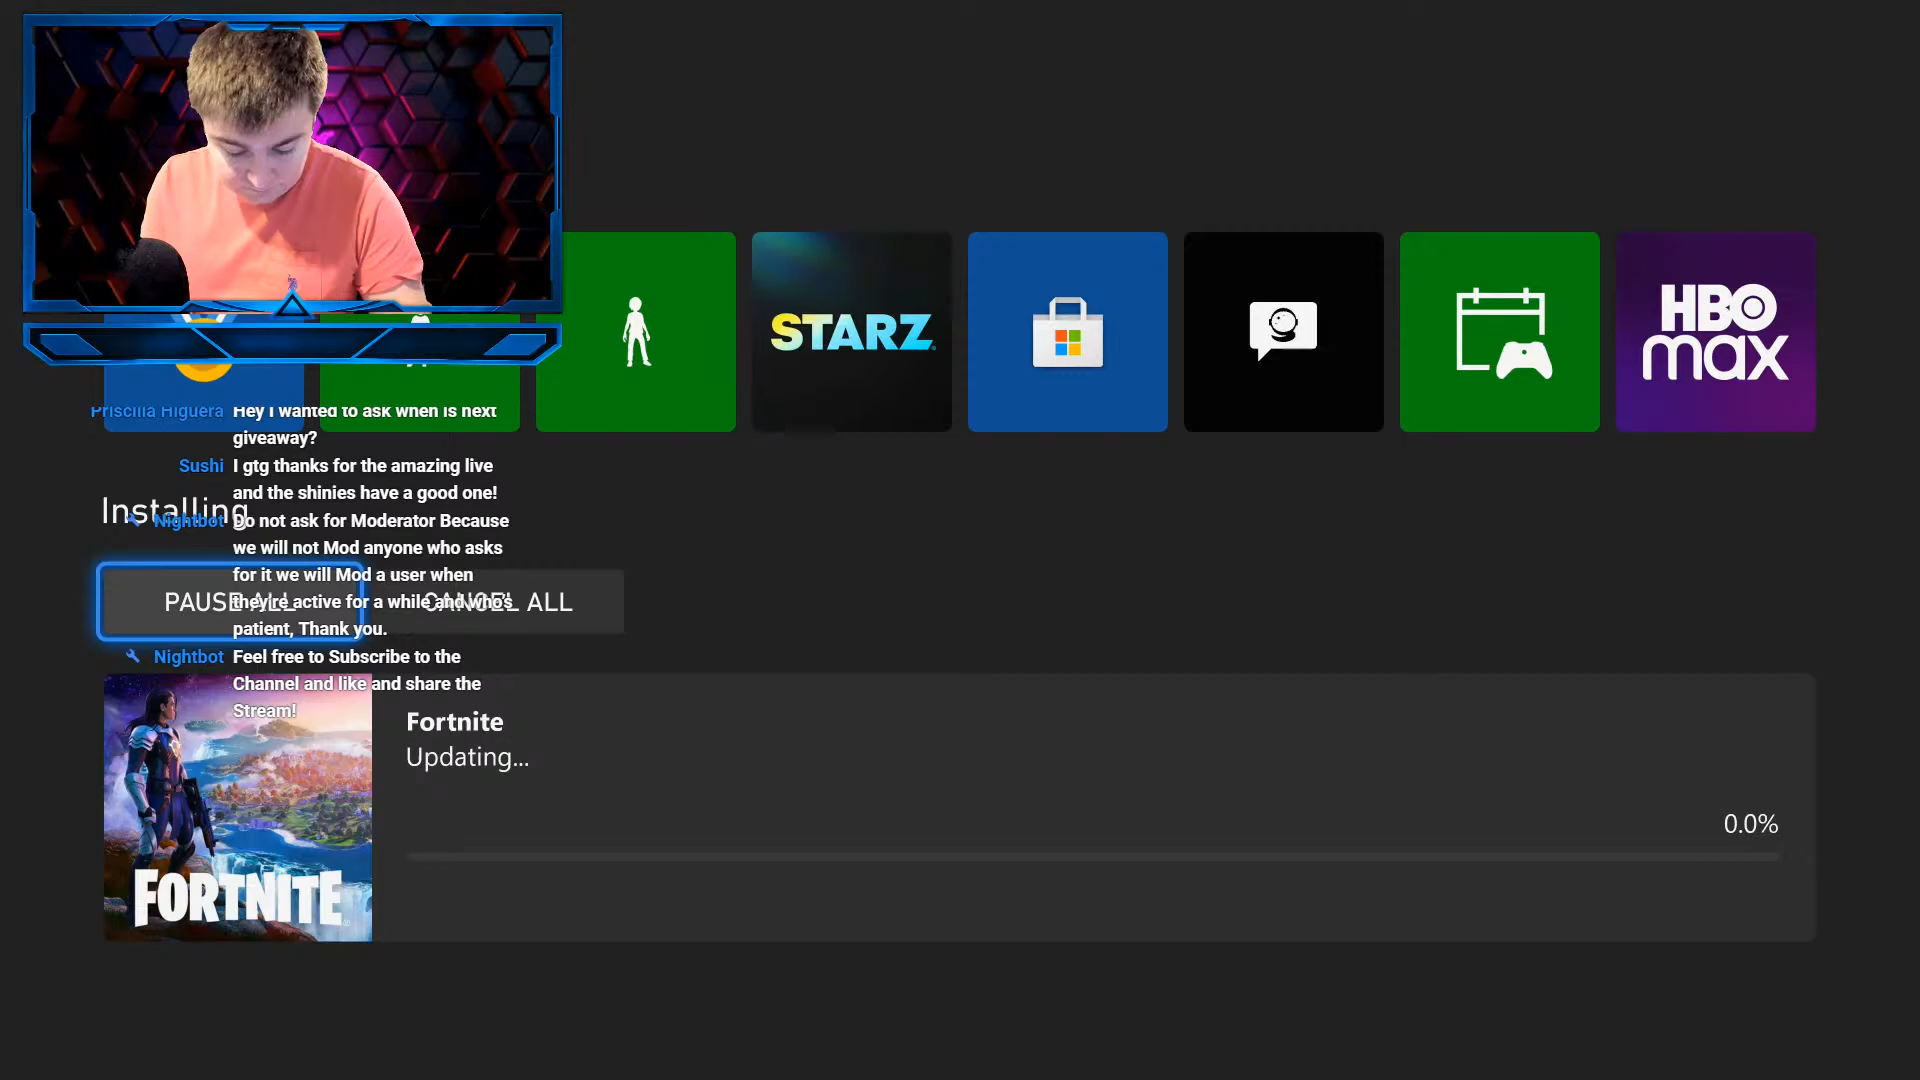 STARZ
HBO
max
Priscilla Higuera Hey I wanted to ask when is next
giveaway?
Sushi I gtg thanks for the amazing live
and the shinies have a good one!
Installing
Nightbot Do not ask for Moderator Because
we will not Mod anyone who asks
for it we will Mod a user when
they're active for a while and who's
patient, Thank you.
PAUSE ALL
CANCEL ALL
Nightbot Feel free to Subscribe to the
Channel and like and share the
Stream!
Fortnite
Updating...
0.0%
FORTNITE